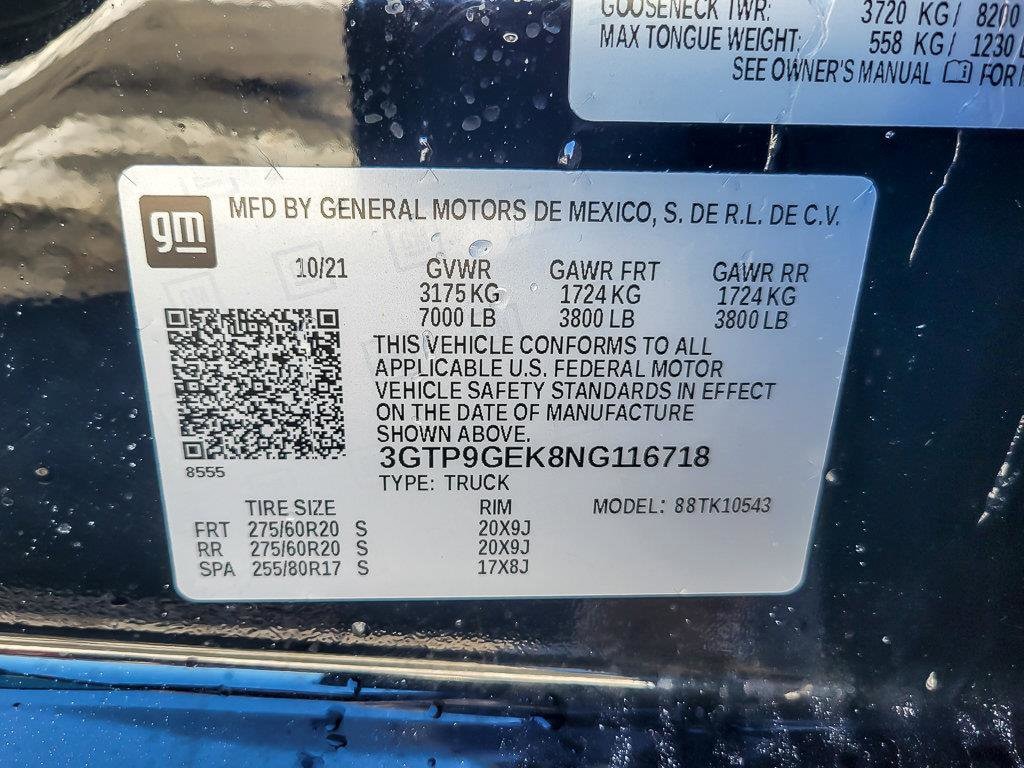 GOOSENECK TWR: 3720 KG/ 8200
MAX TONGUE WEIGHT: 558 KG/ 1230
SEE OWNER'S MANUAL FOR
gm
MFD BY GENERAL MOTORS DE MEXICO, S. DE R.L. DE C.V.
10/21 GVWR GAWR FRT GAWR RR
3175 KG 1724 KG 1724 KG
7000 LB 3800 LB 3800 LB
THIS VEHICLE CONFORMS TO ALL
APPLICABLE U.S. FEDERAL MOTOR
VEHICLE SAFETY STANDARDS IN EFFECT
ON THE DATE OF MANUFACTURE
SHOWN ABOVE.
8555 3GTP9GEK8NG116718
TYPE: TRUCK
TIRE SIZE RIM MODEL: 88TK10543
FRT 275/60R20 S 20X9J
RR 275/60R20 S 20X9J
SPA 255/80R17 S 17X8J